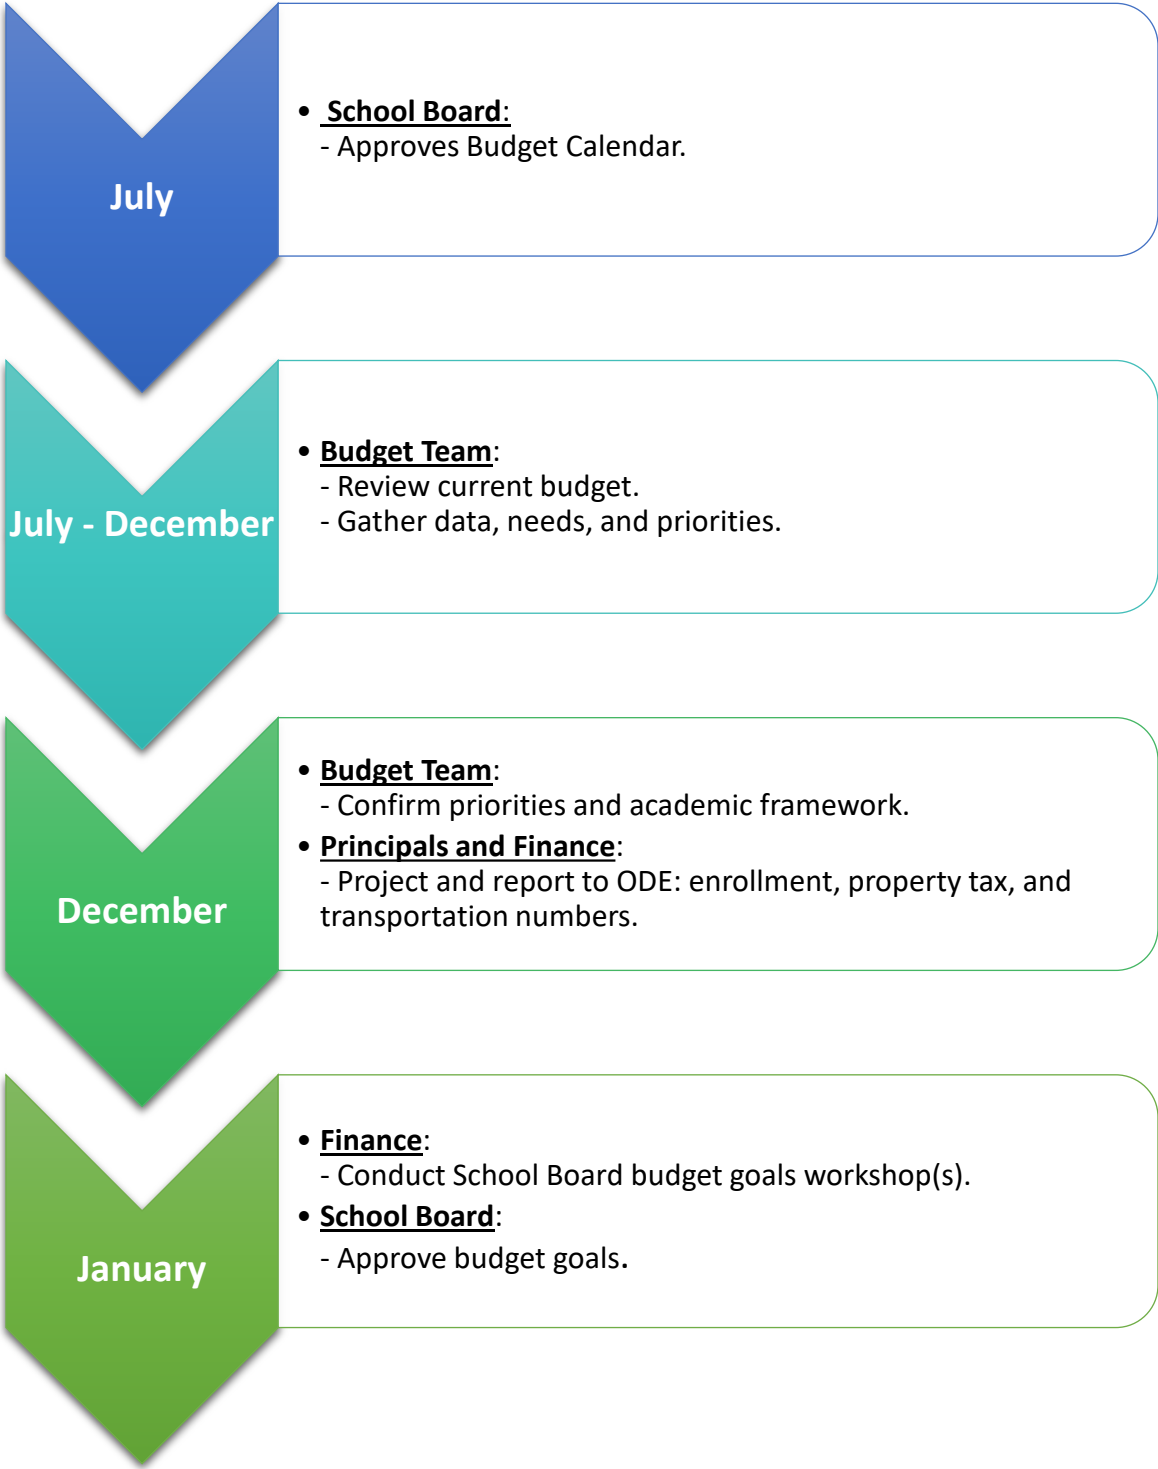 July
• School Board:
- Approves Budget Calendar.
July - December
• Budget Team:
- Review current budget.
- Gather data, needs, and priorities.
December
• Budget Team:
- Confirm priorities and academic framework.
• Principals and Finance:
- Project and report to ODE: enrollment, property tax, and
transportation numbers.
January
• Finance:
- Conduct School Board budget goals workshop(s).
• School Board:
- Approve budget goals.